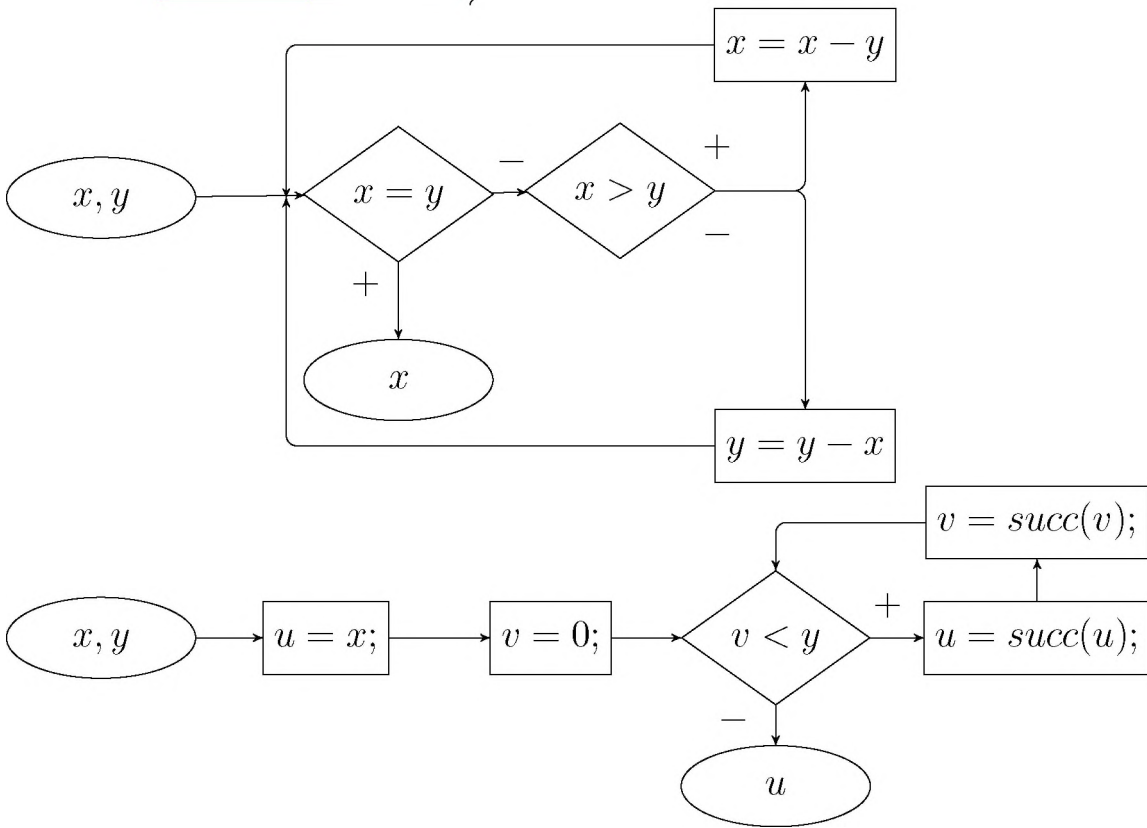 x = x − y
x, y
x = y
−
x > y
+
−
+
x
y = y − x
v = succ(v);
x, y
u = x;
v = 0;
v < y
+
u = succ(u);
−
u